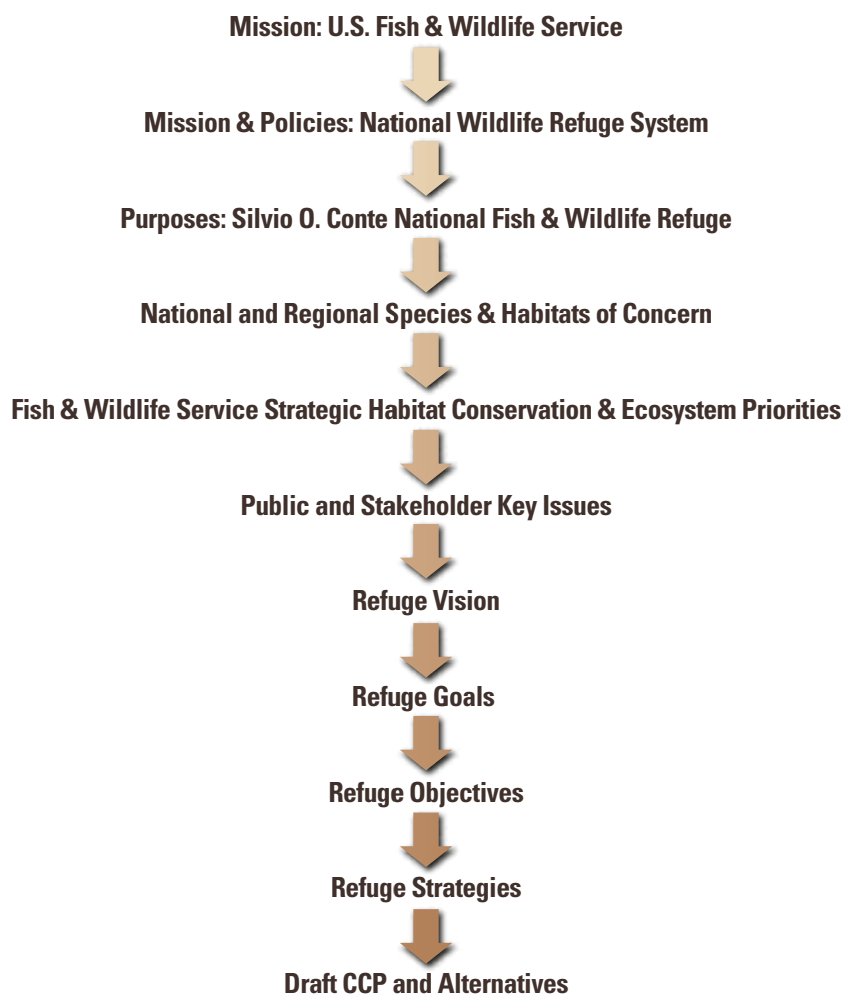 Mission: U.S. Fish & Wildlife Service
Mission & Policies: National Wildlife Refuge System
Purposes: Silvio O. Conte National Fish & Wildlife Refuge
National and Regional Species & Habitats of Concern
Fish & Wildlife Service Strategic Habitat Conservation & Ecosystem Priorities
Public and Stakeholder Key Issues
Refuge Vision
Refuge Goals
Refuge Objectives
Refuge Strategies
Draft CCP and Alternatives